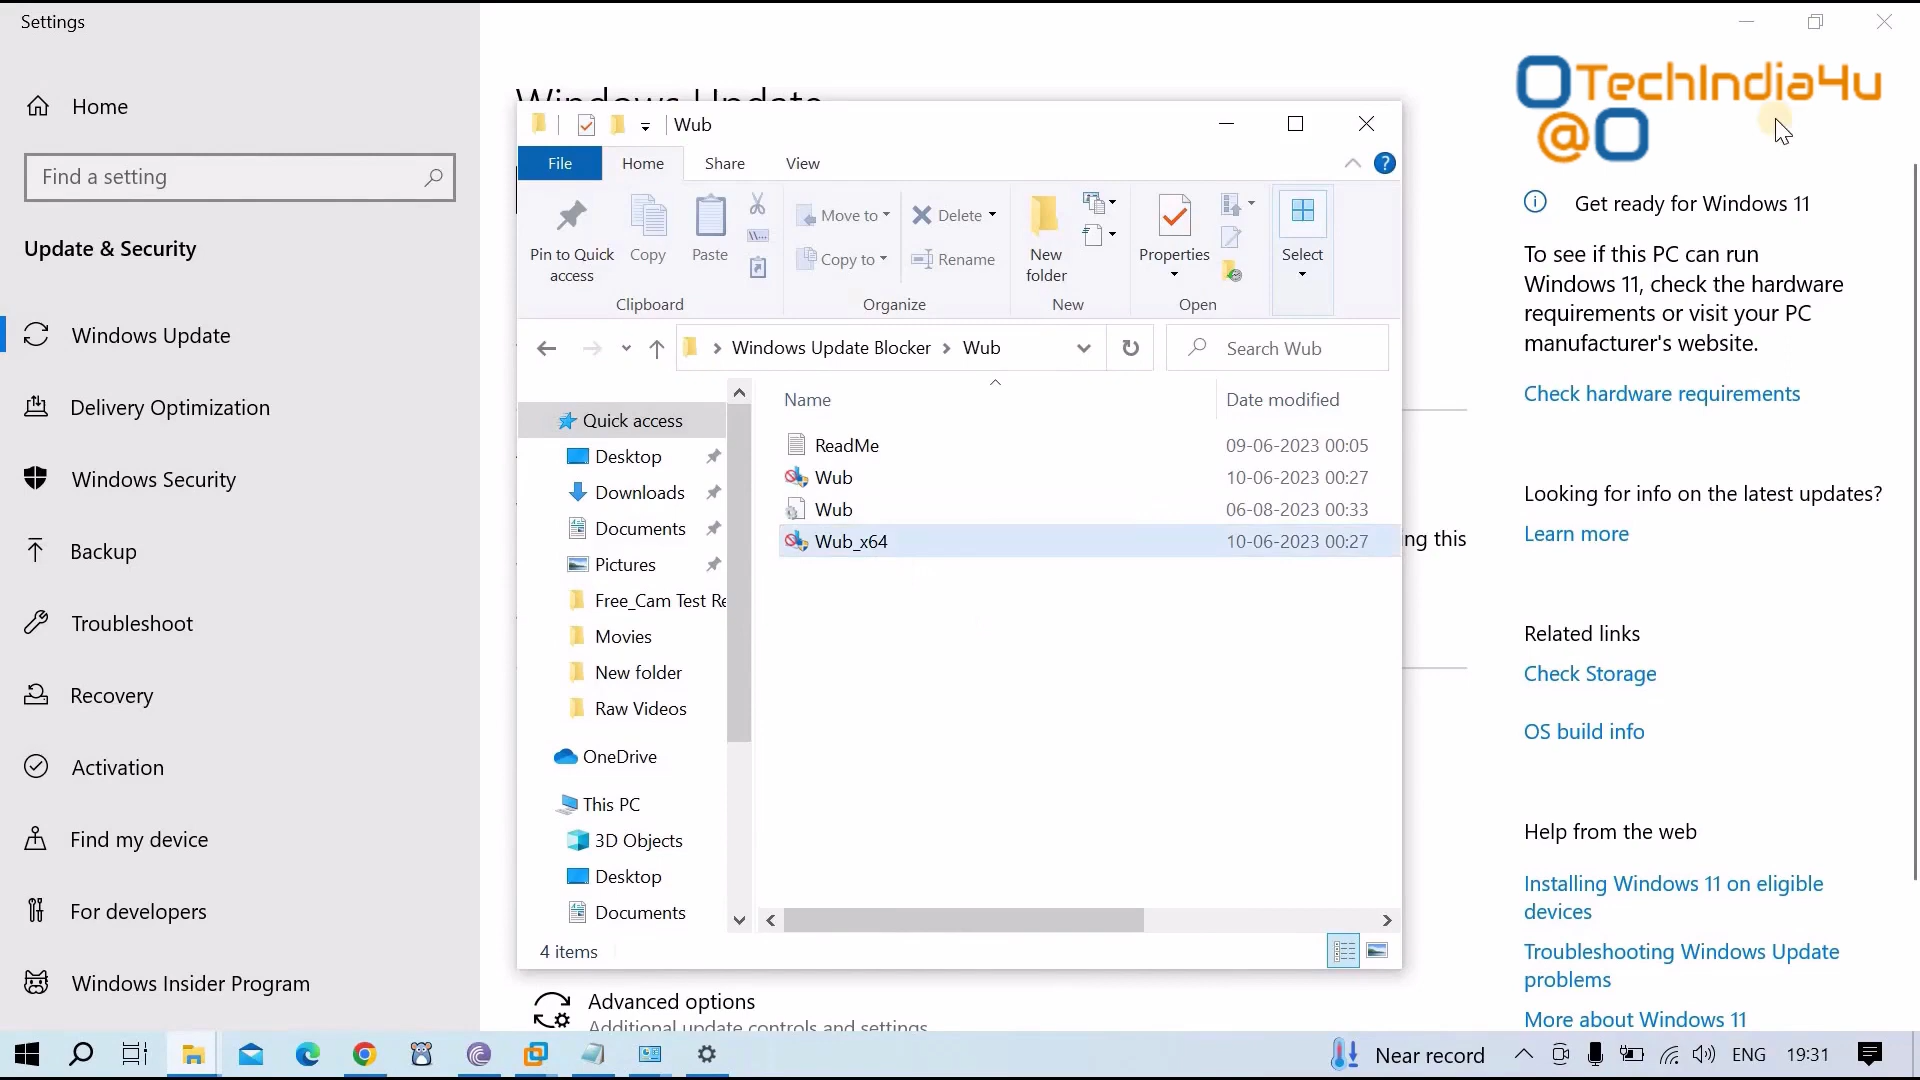 Settings
Home
Find a setting
Update & Security
Windows Update
Delivery Optimization
Windows Security
Backup
Troubleshoot
Recovery
Activation
Find my device
For developers
Windows Insider Program
Windows Update
Wub
File
Home
Share
View
Pin to Quick
access
Copy
Paste
Clipboard
Move to
Copy to
Delete
Rename
Organize
New
folder
New
Properties
Open
Select
Windows Update Blocker
Wub
Search Wub
Quick access
Desktop
Downloads
Documents
Pictures
Free_Cam Test Re
Movies
New folder
Raw Videos
OneDrive
This PC
3D Objects
Desktop
Documents
Name
Date modified
ReadMe 09-06-2023 00:05
Wub 10-06-2023 00:27
Wub 06-08-2023 00:33
Wub_x64 10-06-2023 00:27
4 items
ng this
Advanced options
Additional update controls and settings
TechIndia4u
@
Get ready for Windows 11
To see if this PC can run
Windows 11, check the hardware
requirements or visit your PC
manufacturer's website.
Check hardware requirements
Looking for info on the latest updates?
Learn more
Related links
Check Storage
OS build info
Help from the web
Installing Windows 11 on eligible
devices
Troubleshooting Windows Update
problems
More about Windows 11
Near record
ENG
19:31